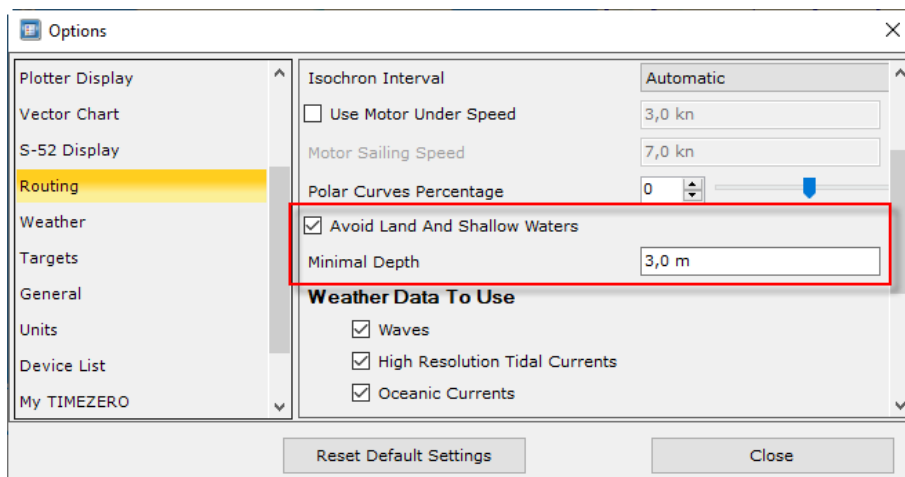 Options
Plotter Display
Vector Chart
S-52 Display
Routing
Weather
Targets
General
Units
Device List
My TIMEZERO
Isochron Interval Automatic
Use Motor Under Speed 3,0 kn
Motor Sailing Speed 7,0 kn
Polar Curves Percentage 0
Avoid Land And Shallow Waters
Minimal Depth 3,0 m
Weather Data To Use
Waves
High Resolution Tidal Currents
Oceanic Currents
Reset Default Settings Close